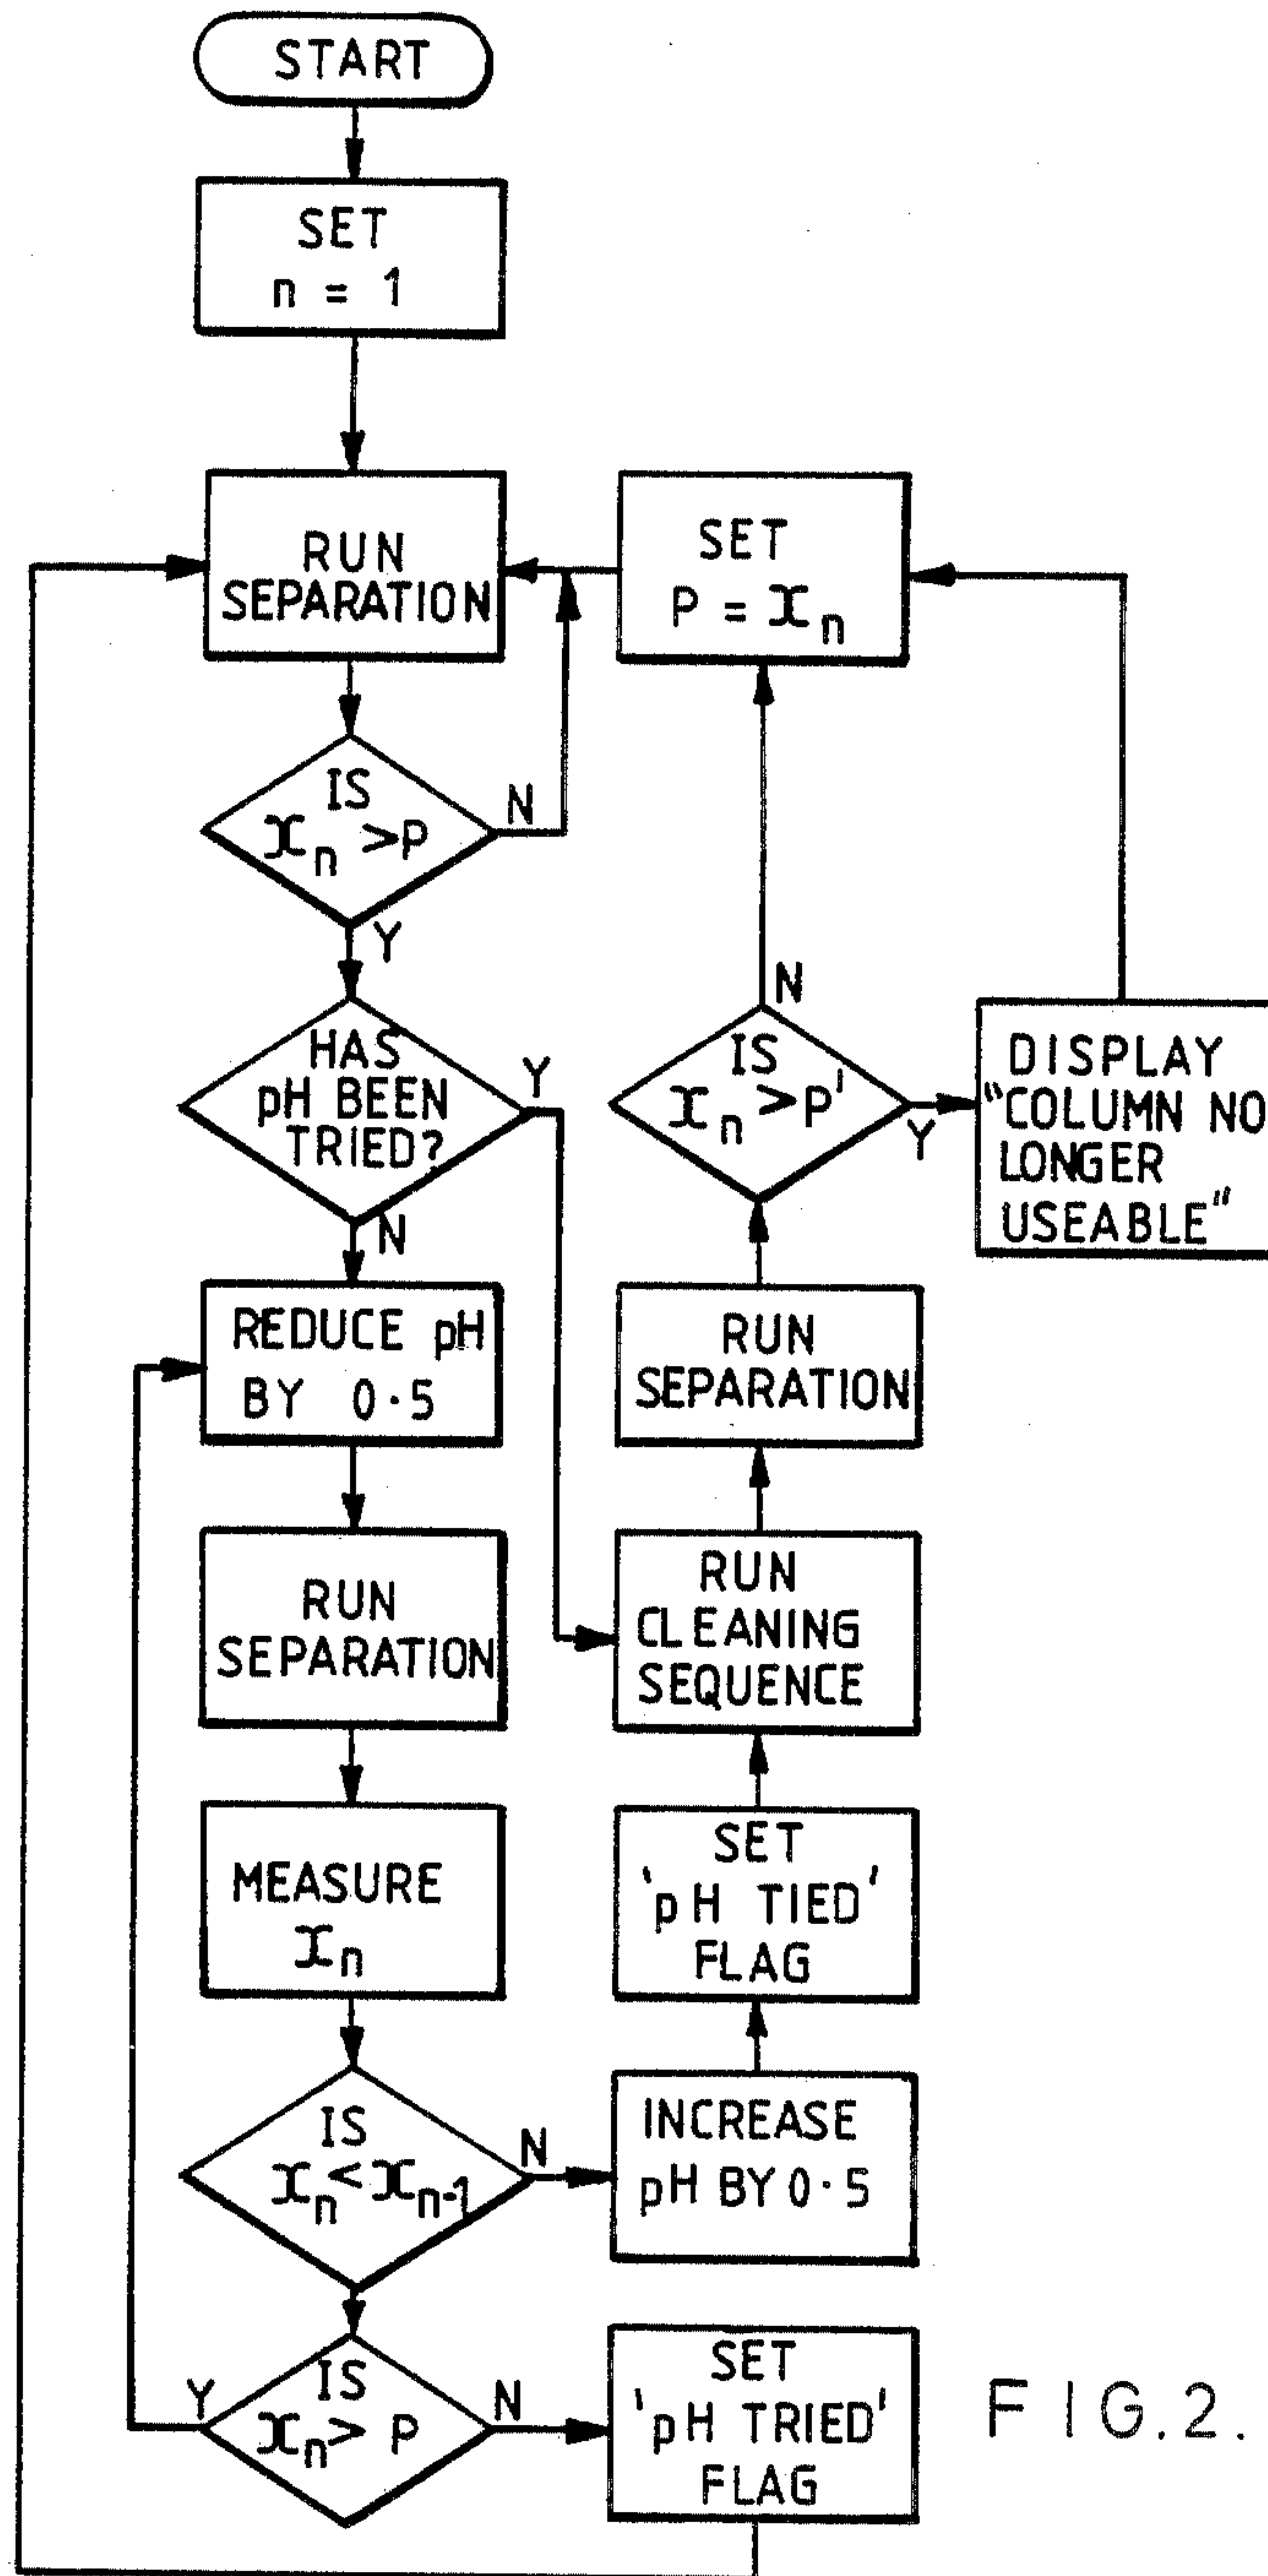 START
SET
n = 1
RUN
SEPARATION
SET
P = xₙ
IS
xₙ > P
N
Y
HAS
pH BEEN
TRIED?
Y
N
IS
xₙ > P'
N
Y
DISPLAY
"COLUMN NO
LONGER
USEABLE"
REDUCE pH
BY 0·5
RUN
SEPARATION
RUN
SEPARATION
RUN
CLEANING
SEQUENCE
MEASURE
xₙ
SET
'pH TIED'
FLAG
IS
xₙ < xₙ₋₁
N
INCREASE
pH BY 0·5
IS
xₙ > P
Y
N
SET
'pH TRIED'
FLAG
FIG.2.